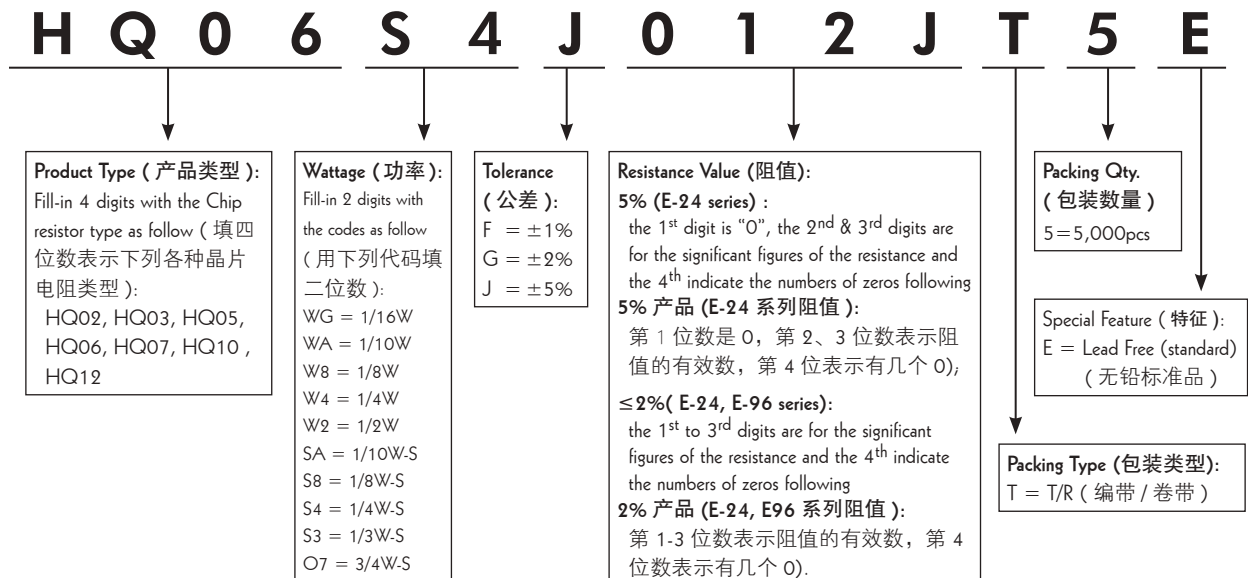 HQ06S4J012JT5E
Product Type ( 产品类型 ):
Fill-in 4 digits with the Chip
resistor type as follow ( 填四
位数表示下列各种晶片
电阻类型 ):
HQ02, HQ03, HQ05,
HQ06, HQ07, HQ10 ,
HQ12
Wattage ( 功率 ):
Fill-in 2 digits with
the codes as follow
( 用下列代码填
二位数 ):
WG = 1/16W
WA = 1/10W
W8 = 1/8W
W4 = 1/4W
W2 = 1/2W
SA = 1/10W-S
S8 = 1/8W-S
S4 = 1/4W-S
S3 = 1/3W-S
O7 = 3/4W-S
Tolerance
( 公差 ):
F = ±1%
G = ±2%
J = ±5%
Resistance Value (阻值):
5% (E-24 series) :
the 1st digit is “0”, the 2nd & 3rd digits are
for the significant figures of the resistance and
the 4th indicate the numbers of zeros following
5% 产品 (E-24 系列阻值 ):
第 1 位数是 0，第 2、3 位数表示阻
值的有效数，第 4 位表示有几个 0);
≤2%( E-24, E-96 series):
the 1st to 3rd digits are for the significant
figures of the resistance and the 4th indicate
the numbers of zeros following
2% 产品 (E-24, E96 系列阻值 ):
第 1-3 位数表示阻值的有效数，第 4
位数表示有几个 0).
Packing Qty.
( 包装数量 )
5=5,000pcs
Special Feature ( 特征 ):
E = Lead Free (standard)
( 无铅标准品 )
Packing Type (包装类型):
T = T/R ( 编带 / 卷带 )